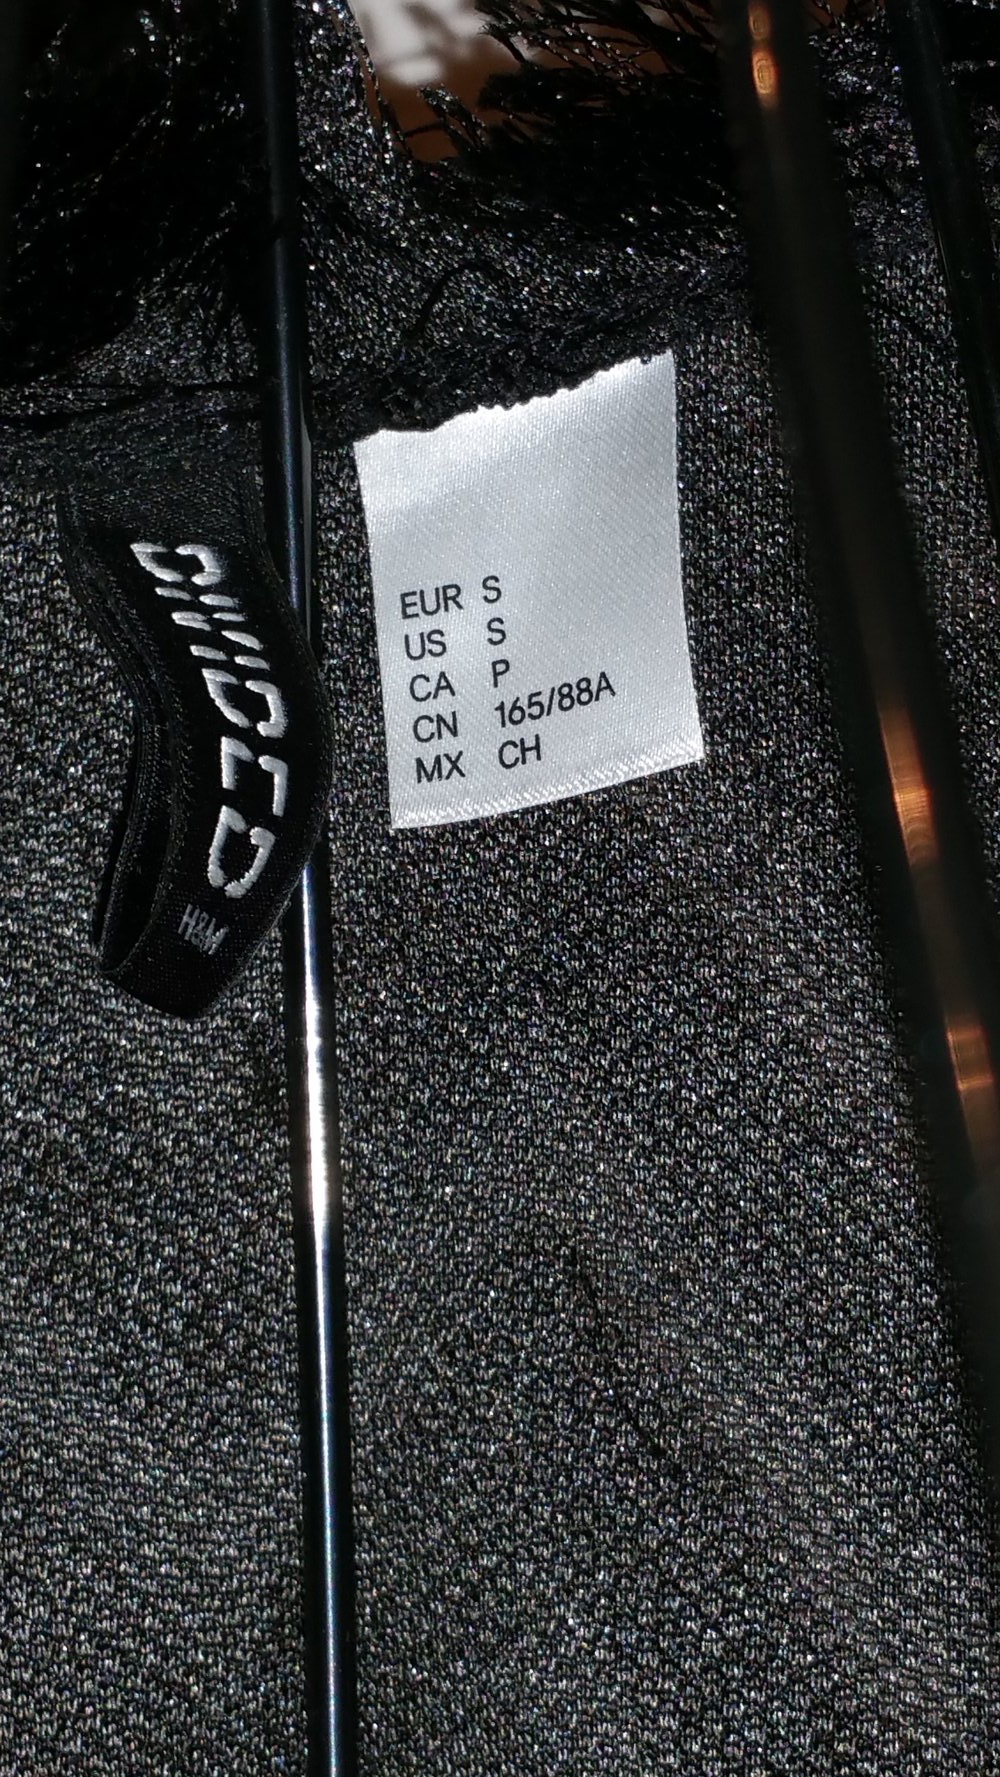 DIVIDED
H&M
EUR S
US S
CA P
CN 165/88A
MX CH